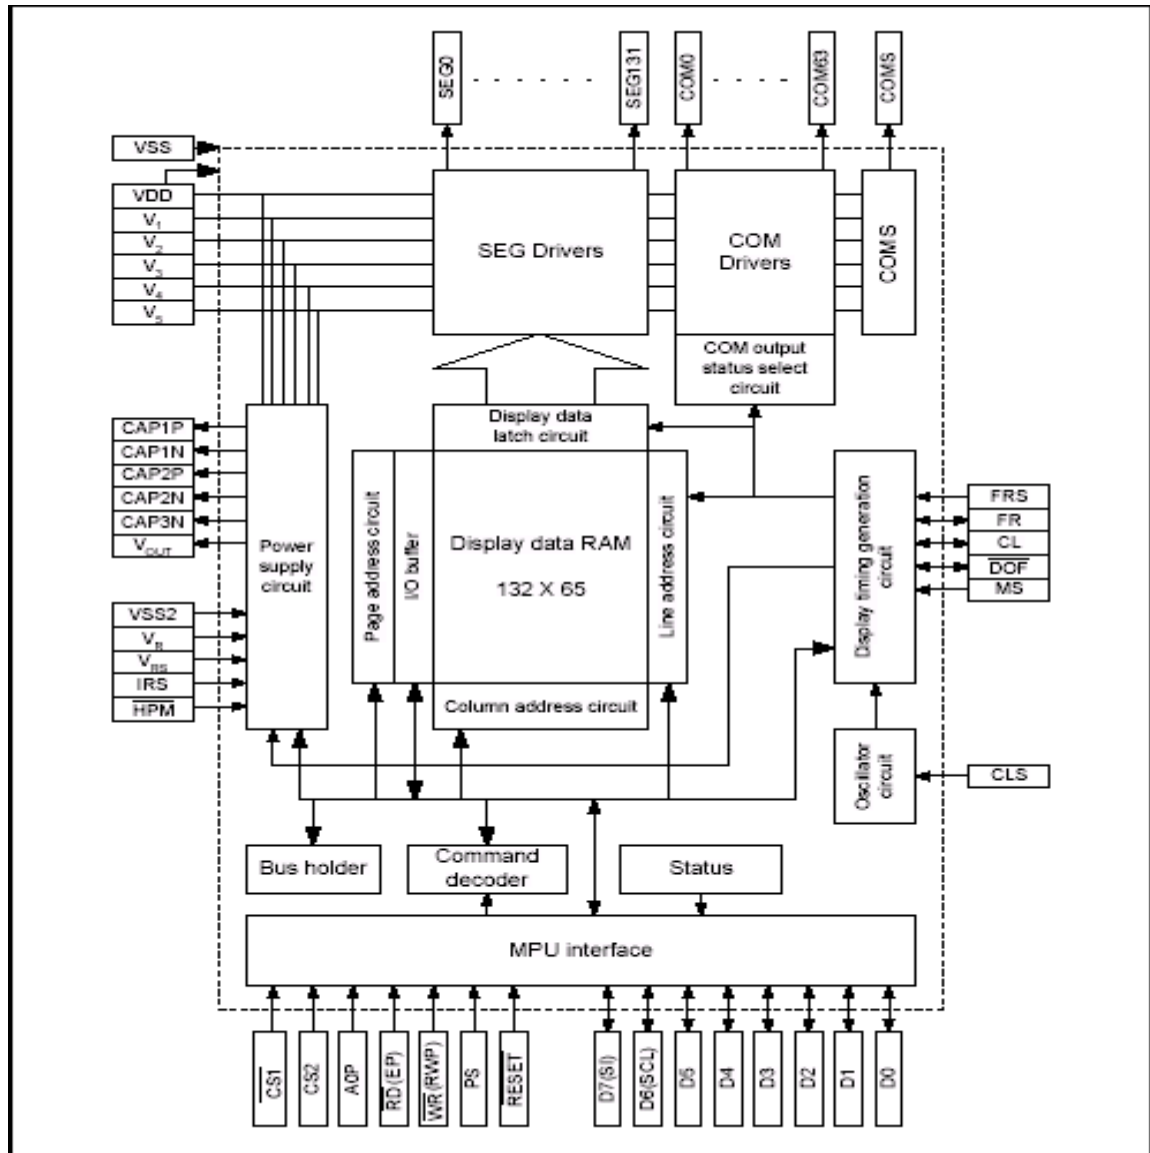 SEG0
SEG131
COM0
COM63
COMS
VSS
VDD
V1
V2
V3
V4
V5
SEG Drivers
COM
Drivers
COMS
COM output
status select
circuit
CAP1P
CAP1N
CAP2P
CAP2N
CAP3N
VOUT
Power
supply
circuit
Page address circuit
I/O buffer
Display data
latch circuit
Display data RAM
132 X 65
Line address circuit
Column address circuit
Display timing generation
circuit
FRS
FR
CL
DOF
MS
VSS2
VR
VRS
IRS
HPM
Oscillator
circuit
CLS
Bus holder
Command
decoder
Status
MPU interface
CS1
CS2
A0P
RD(EP)
WR(RWP)
PS
RESET
D7(SI)
D6(SCL)
D5
D4
D3
D2
D1
D0